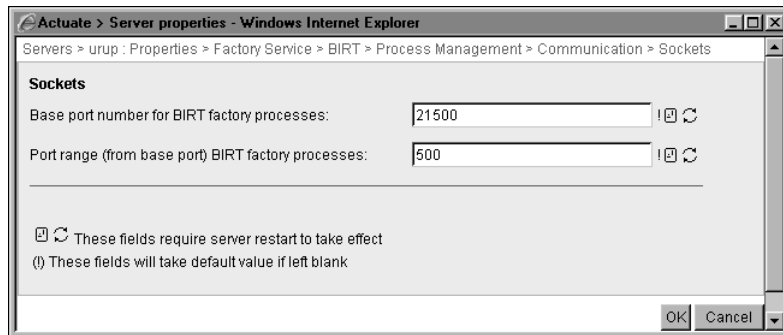 Actuate > Server properties - Windows Internet Explorer
Servers > urup : Properties > Factory Service > BIRT > Process Management > Communication > Sockets
Sockets
Base port number for BIRT factory processes: 21500 !
Port range (from base port) BIRT factory processes: 500 !
These fields require server restart to take effect
(!) These fields will take default value if left blank
OK Cancel